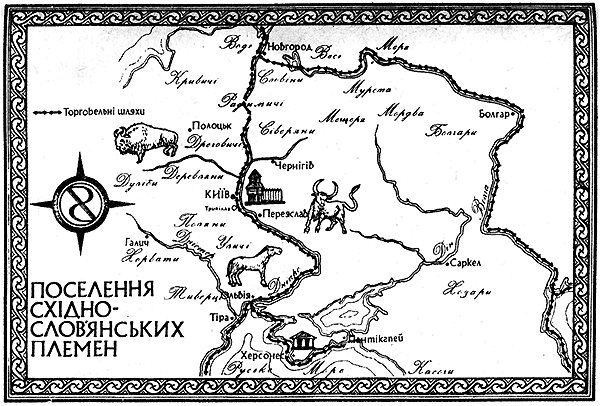 Водь
Новгород
Весь
Меря
Кривичі
Словени
Мурома
Радимичі
Мещера
Мордва
Болгар
Торговельні шляхи
Полоцьк
Сіверяни
Болгари
Дреговичі
Чернігів
Деревляни
Дуліби
КИЇВ
Трипілля
Переяслав
Поляни
Галич
Дністер
Уличі
Хорвати
Дон
Саркел
Дніпро
ПОСЕЛЕННЯ
СХІДНО-
СЛОВ'ЯНСЬКИХ
ПЛЕМЕН
Тиверці
Хозари
Тіра
Пантікапей
Херсонес
Руське Море
Касоги